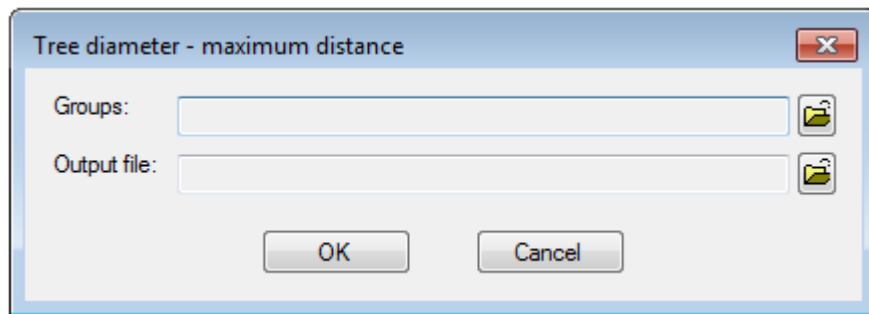 Tree diameter - maximum distance
Groups:
Output file:
OK
Cancel